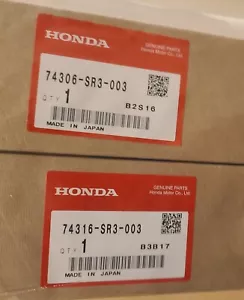 HONDA
GENUINE PARTS
Honda Motor Co., Ltd.
74306-SR3-003
QTY 1
B2S16
MADE IN JAPAN
HONDA
GENUINE PARTS
Honda Motor Co., Ltd.
74316-SR3-003
QTY 1
B3B17
MADE IN JAPAN